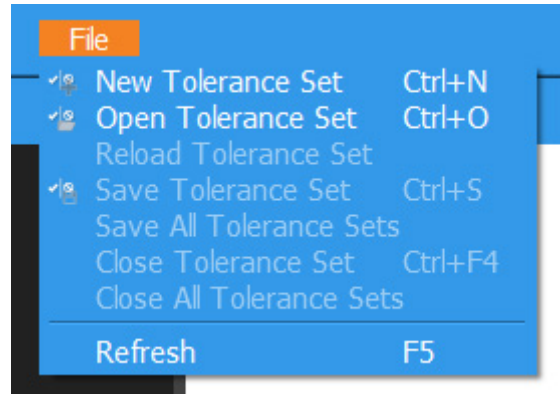 File
New Tolerance Set Ctrl+N
Open Tolerance Set Ctrl+O
Reload Tolerance Set
Save Tolerance Set Ctrl+S
Save All Tolerance Sets
Close Tolerance Set Ctrl+F4
Close All Tolerance Sets
Refresh F5